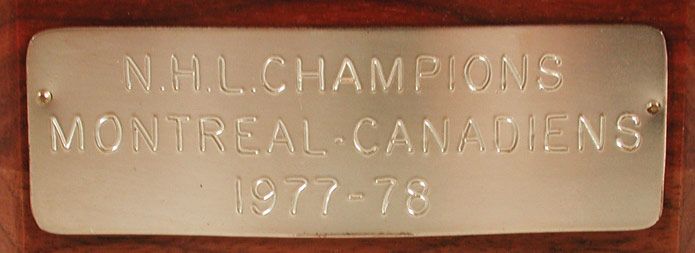 N.H.L. CHAMPIONS
MONTREAL-CANADIENS
1977-78